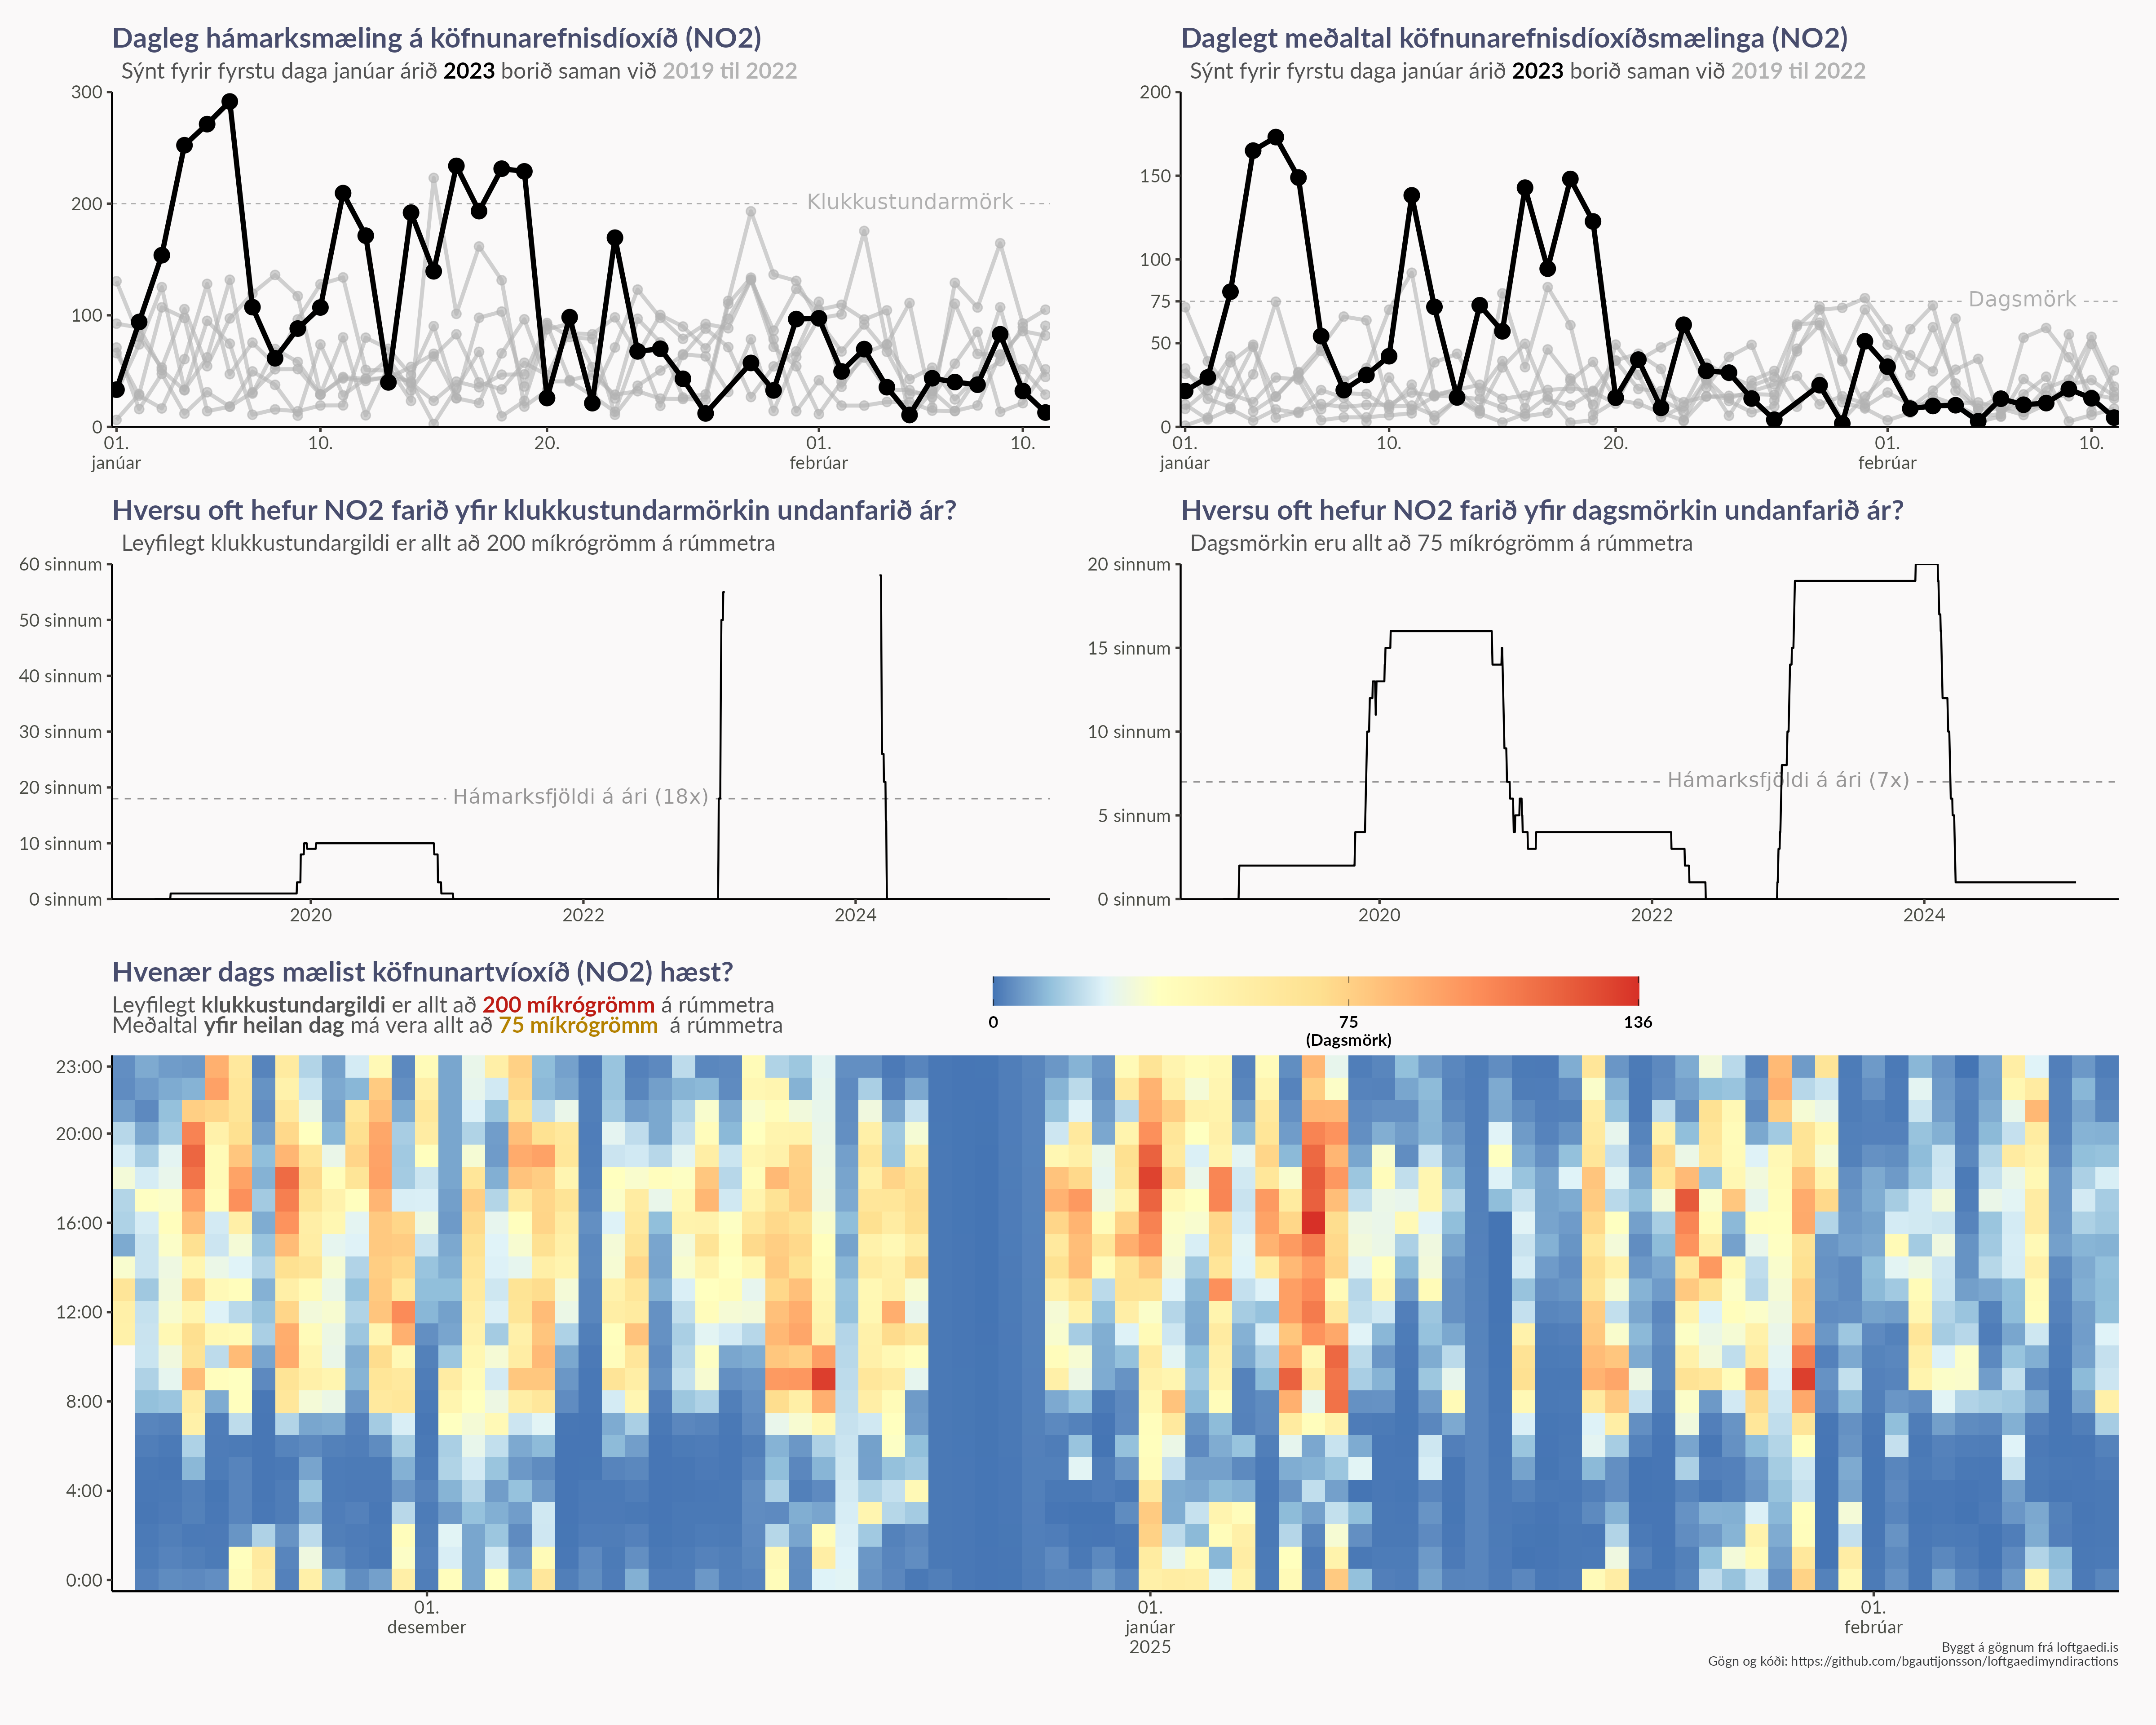 Dagleg hámarksmæling á köfnunarefnisdíoxíð (NO2)
Sýnt fyrir fyrstu daga janúar árið 2023 borið saman við 2019 til 2022
300
200
100
0
Klukkustundarmörk
01.
janúar
10.
20.
01.
febrúar
10.
Daglegt meðaltal köfnunarefnisdíoxíðsmælinga (NO2)
Sýnt fyrir fyrstu daga janúar árið 2023 borið saman við 2019 til 2022
200
150
100
75
50
0
Dagsmörk
01.
janúar
10.
20.
01.
febrúar
10.
Hversu oft hefur NO2 farið yfir klukkustundarmörkin undanfarið ár?
Leyfilegt klukkustundargildi er allt að 200 míkrógrömm á rúmmetra
60 sinnum
50 sinnum
40 sinnum
30 sinnum
20 sinnum
10 sinnum
0 sinnum
Hámarksfjöldi á ári (18x)
2020
2022
2024
Hversu oft hefur NO2 farið yfir dagsmörkin undanfarið ár?
Dagsmörkin eru allt að 75 míkrógrömm á rúmmetra
20 sinnum
15 sinnum
10 sinnum
5 sinnum
0 sinnum
Hámarksfjöldi á ári (7x)
2020
2022
2024
Hvenær dags mælist köfnunartvíoxíð (NO2) hæst?
Leyfilegt klukkustundargildi er allt að 200 míkrógrömm á rúmmetra
Meðaltal yfir heilan dag má vera allt að 75 míkrógrömm á rúmmetra
0
75
(Dagsmörk)
136
23:00
20:00
16:00
12:00
8:00
4:00
0:00
01.
desember
01.
janúar
2025
01.
febrúar
Byggt á gögnum frá loftgaedi.is
Gögn og kóði: https://github.com/bgautijonsson/loftgaedimyndiractions